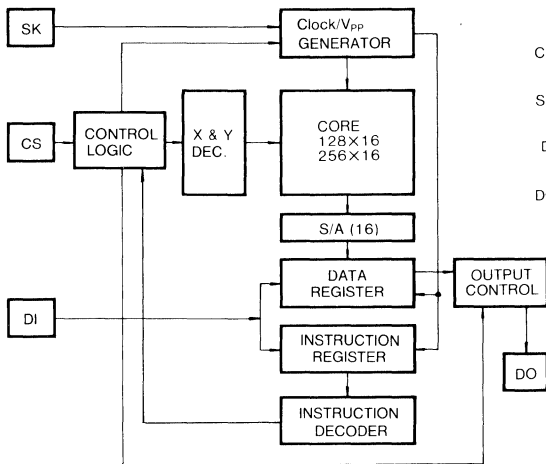 SK
Clock/VPP
GENERATOR
C
S
D
D
CS
CONTROL
LOGIC
X & Y
DEC.
CORE
128×16
256×16
S/A (16)
DI
DATA
REGISTER
OUTPUT
CONTROL
INSTRUCTION
REGISTER
DO
INSTRUCTION
DECODER